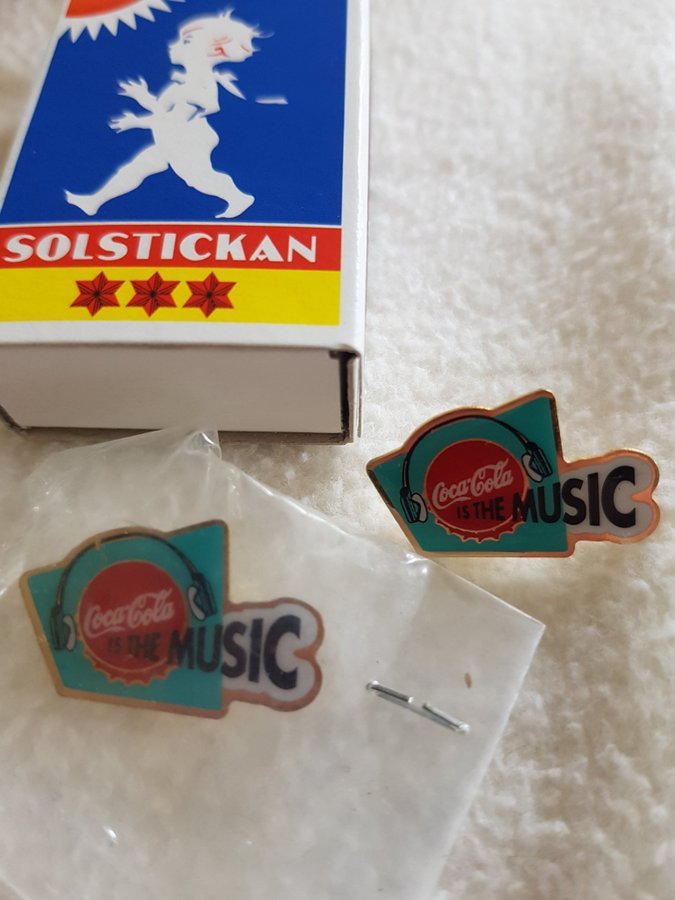 SOLSTICKAN
Coca-Cola
IS THE MUSIC
Coca-Cola
IS THE MUSIC